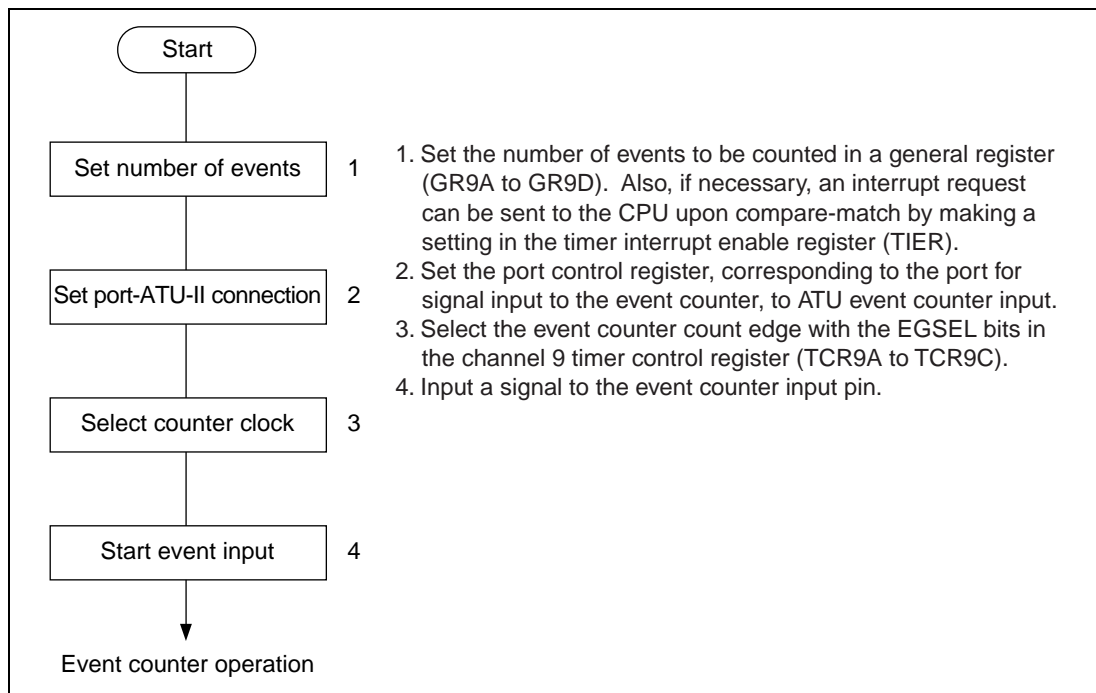 Start
Set number of events 1
Set port-ATU-II connection 2
Select counter clock 3
Start event input 4
Event counter operation
1. Set the number of events to be counted in a general register
(GR9A to GR9D).  Also, if necessary, an interrupt request
can be sent to the CPU upon compare-match by making a
setting in the timer interrupt enable register (TIER).
2. Set the port control register, corresponding to the port for
signal input to the event counter, to ATU event counter input.
3. Select the event counter count edge with the EGSEL bits in
the channel 9 timer control register (TCR9A to TCR9C).
4. Input a signal to the event counter input pin.